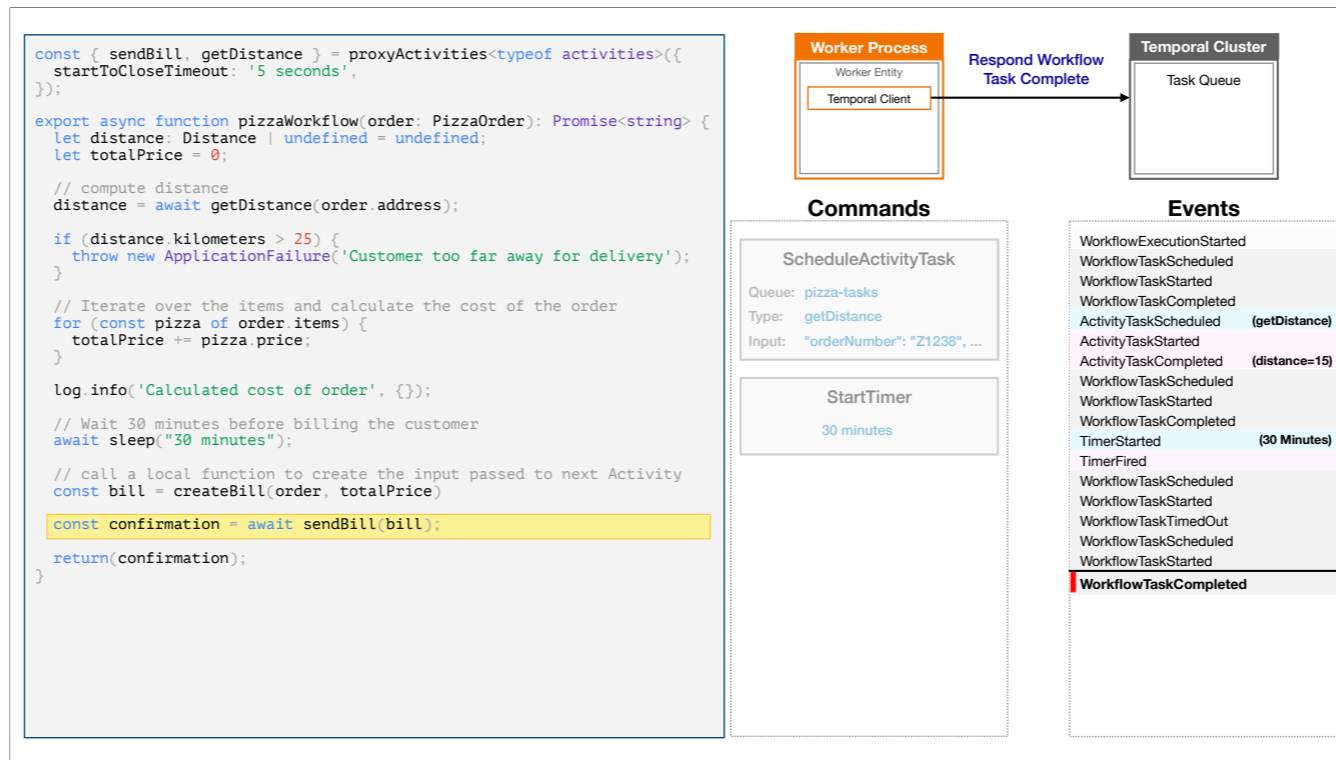 const { sendBill, getDistance } = proxyActivities<typeof activities>({
  startToCloseTimeout: '5 seconds',
});
export async function pizzaWorkflow(order: PizzaOrder): Promise<string> {
  let distance: Distance | undefined = undefined;
  let totalPrice = 0;
  // compute distance
  distance = await getDistance(order.address);
  if (distance.kilometers > 25) {
    throw new ApplicationFailure('Customer too far away for delivery');
  }
  // Iterate over the items and calculate the cost of the order
  for (const pizza of order.items) {
    totalPrice += pizza.price;
  }
  log.info('Calculated cost of order', {});
  // Wait 30 minutes before billing the customer
  await sleep("30 minutes");
  // call a local function to create the input passed to next Activity
  const bill = createBill(order, totalPrice)
  const confirmation = await sendBill(bill);
  return(confirmation);
}
Worker Process
Worker Entity
Temporal Client
Respond Workflow
Task Complete
Temporal Cluster
Task Queue
Commands
ScheduleActivityTask
Queue: pizza-tasks
Type: getDistance
Input: "orderNumber": "Z1238", ...
StartTimer
30 minutes
Events
WorkflowExecutionStarted
WorkflowTaskScheduled
WorkflowTaskStarted
WorkflowTaskCompleted
ActivityTaskScheduled (getDistance)
ActivityTaskStarted
ActivityTaskCompleted (distance=15)
WorkflowTaskScheduled
WorkflowTaskStarted
WorkflowTaskCompleted
TimerStarted (30 Minutes)
TimerFired
WorkflowTaskScheduled
WorkflowTaskStarted
WorkflowTaskTimedOut
WorkflowTaskScheduled
WorkflowTaskStarted
WorkflowTaskCompleted